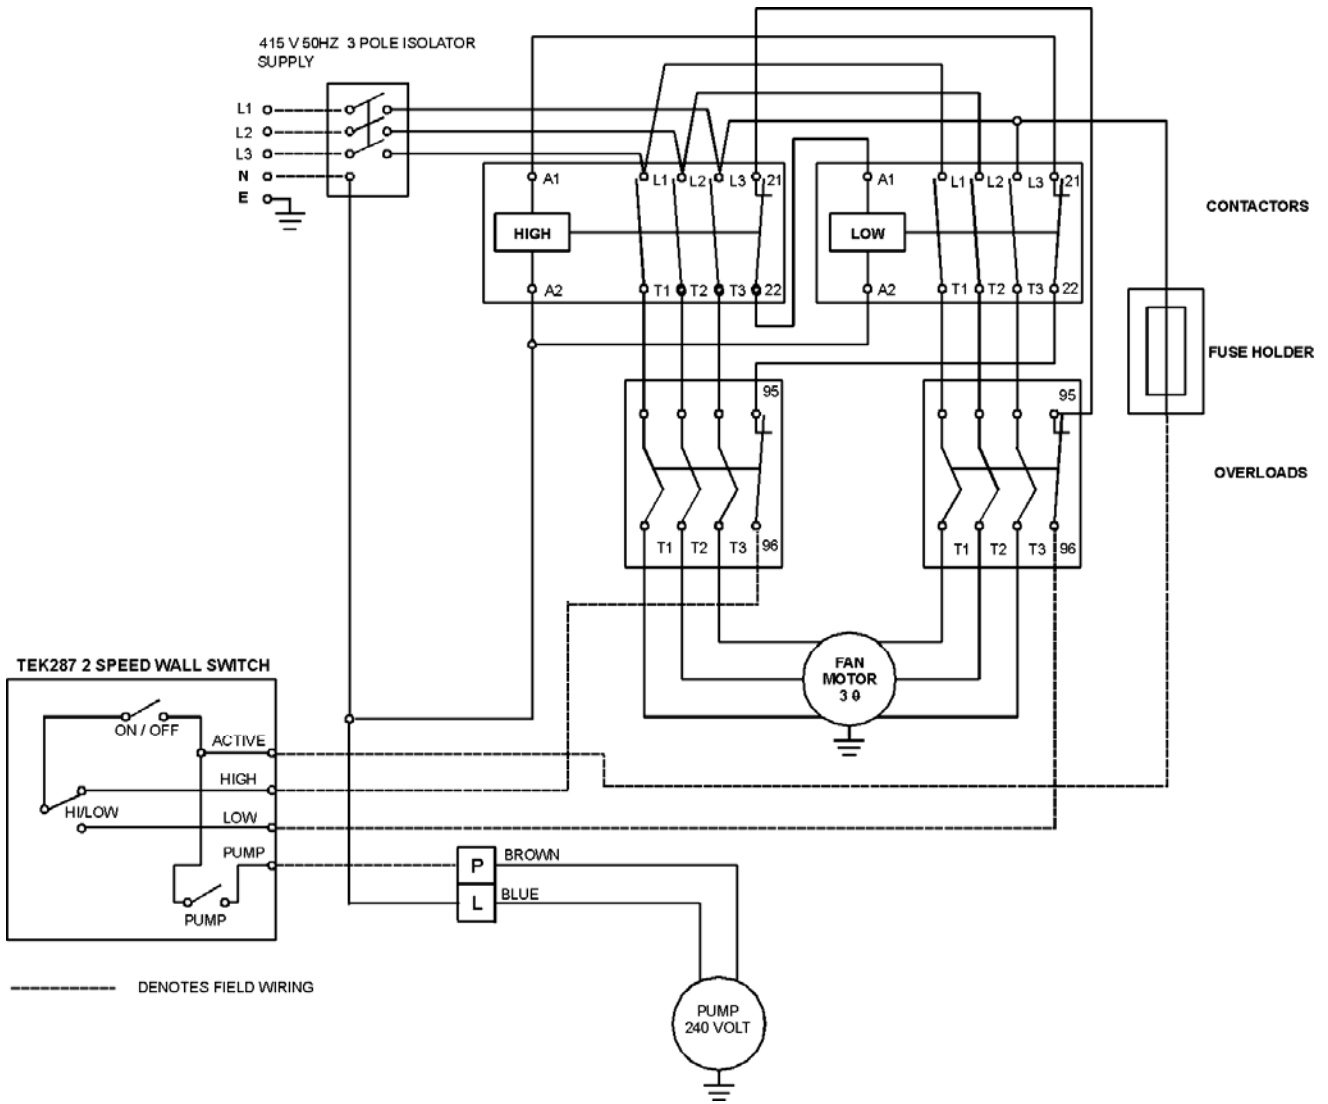 415 V 50HZ 3 POLE ISOLATOR
SUPPLY
L1
L2
L3
N
E
A1
L1
L2
L3
21
A1
L1
L2
L3
21
HIGH
LOW
CONTACTORS
A2
T1
T2
T3
22
A2
T1
T2
T3
22
FUSE HOLDER
95
95
OVERLOADS
T1
T2
T3
96
T1
T2
T3
96
FAN
MOTOR
3 θ
TEK287 2 SPEED WALL SWITCH
ON / OFF
ACTIVE
HIGH
HI/LOW
LOW
PUMP
PUMP
P
BROWN
L
BLUE
DENOTES FIELD WIRING
PUMP
240 VOLT